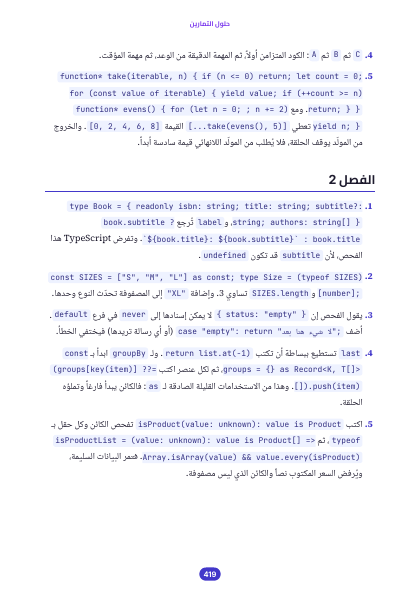 حلول التمارين
4. C ثم B ثم A : الكود المتزامن أولاً، ثم المهمة الدقيقة من الوعد، ثم مهمة المؤقت.
5. function* take(iterable, n) { if (n <= 0) return; let count = 0;
for (const value of iterable) { yield value; if (++count >= n)
return; } } . ومع function* evens() { for (let n = 0; ; n += 2)
yield n; } تعطي [...take(evens(), 5)] القيمة [0, 2, 4, 6, 8] . والخروج
من المولّد يوقف الحلقة، فلا يُطلب من المولّد اللانهائي قيمة سادسة أبداً.
الفصل 2
1. type Book = { readonly isbn: string; title: string; subtitle?:
string; authors: string[] } ، و label تُرجع book.subtitle ?
`${book.title}: ${book.subtitle}` : book.title . وتفرض TypeScript هذا
الفحص، لأن subtitle قد تكون undefined .
2. const SIZES = ["S", "M", "L"] as const; type Size = (typeof SIZES)
[number]; و SIZES.length تساوي 3. وإضافة "XL" إلى المصفوفة تحدّث النوع وحدها.
3. يقول الفحص إن { status: "empty" } لا يمكن إسنادها إلى never في فرع default .
أضف case "empty": return "لا شيء هنا بعد"; (أو أي رسالة تريدها) فيختفي الخطأ.
4. last تستطيع ببساطة أن تكتب return list.at(-1) . ولـ groupBy ابدأ بـ const
groups = {} as Record<K, T[]> ، ثم لكل عنصر اكتب (groups[key(item)] ??=
[]).push(item) . وهذا من الاستخدامات القليلة الصادقة لـ as : فالكائن يبدأ فارغاً وتملؤه
الحلقة.
5. اكتب isProduct(value: unknown): value is Product تفحص الكائن وكل حقل بـ
typeof ، ثم isProductList = (value: unknown): value is Product[] =>
Array.isArray(value) && value.every(isProduct) . فتمر البيانات السليمة،
ويُرفض السعر المكتوب نصاً والكائن الذي ليس مصفوفة.
419